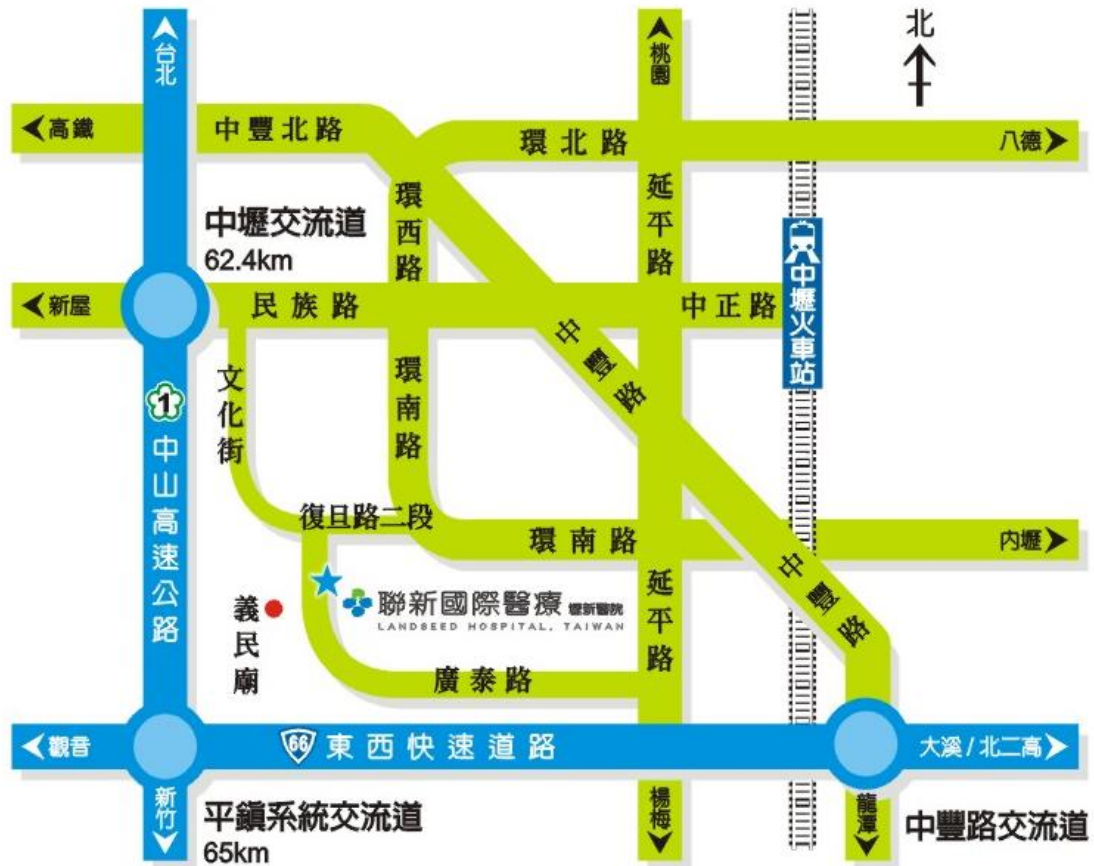 台北
桃園
北
高鐵
中豐北路
環北路
八德
環西路
延平路
中壢交流道
62.4km
中壢火車站
新屋
民族路
中正路
中豐路
1
中山高速公路
文化街
環南路
復旦路二段
環南路
內壢
中豐路
義民廟
聯新國際醫療 壢新醫院
LANDSEED HOSPITAL, TAIWAN
延平路
廣泰路
觀音
66 東西快速道路
大溪 / 北二高
新竹
平鎮系統交流道
65km
楊梅
龍潭
中豐路交流道